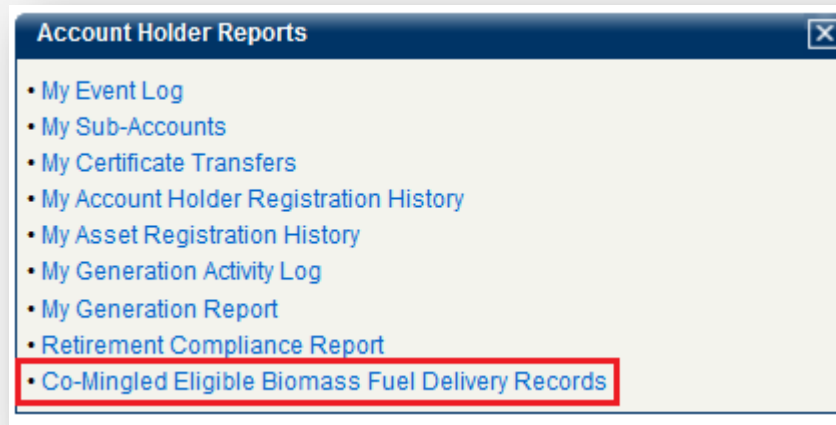 Account Holder Reports
• My Event Log
• My Sub-Accounts
• My Certificate Transfers
• My Account Holder Registration History
• My Asset Registration History
• My Generation Activity Log
• My Generation Report
• Retirement Compliance Report
• Co-Mingled Eligible Biomass Fuel Delivery Records